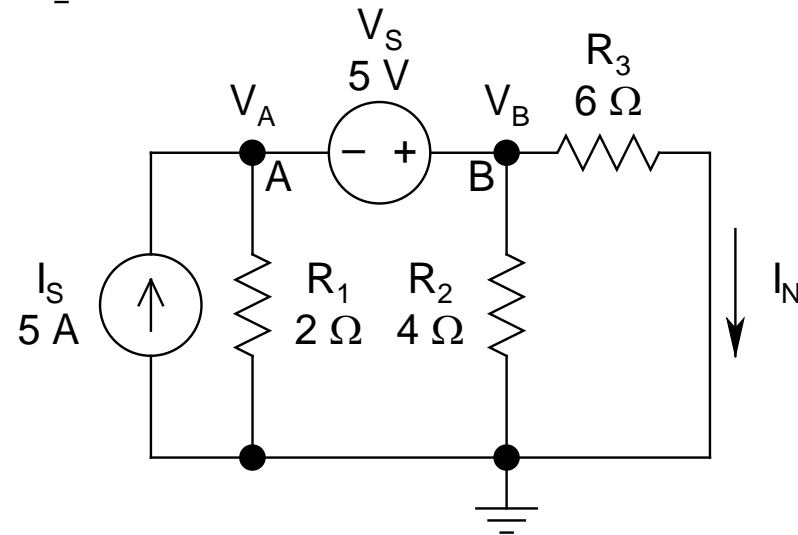 V_S
5 V
R_3
6 Ω
V_A
V_B
− +
A
B
I_S
5 A
R_1
2 Ω
R_2
4 Ω
I_N